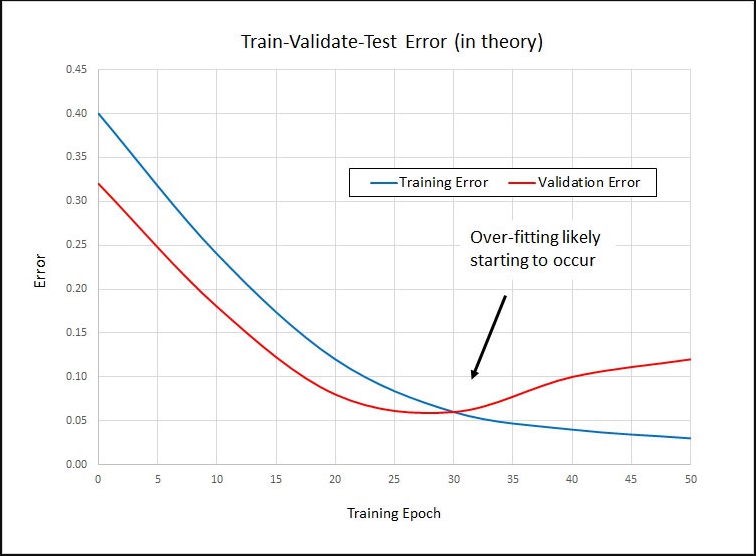 Train-Validate-Test Error (in theory)
0.45
0.40
0.35
0.30
0.25
0.20
0.15
0.10
0.05
0.00
Error
Training Error
Validation Error
Over-fitting likely
starting to occur
0 5 10 15 20 25 30 35 40 45 50
Training Epoch